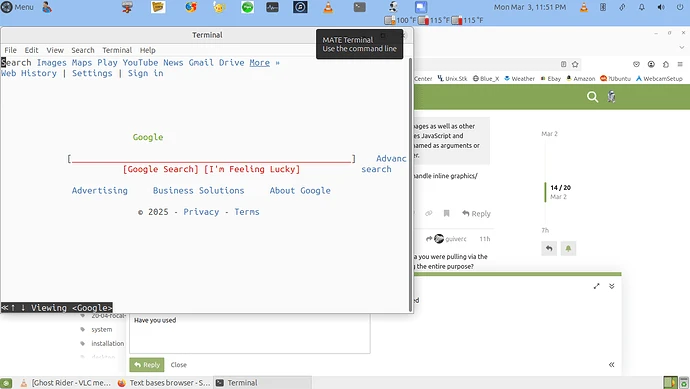 Menu
Mon Mar 3, 11:51 PM
100 °F
115 °F
115 °F
Terminal
MATE Terminal
Use the command line
File Edit View Search Terminal Help
Search Images Maps Play YouTube News Gmail Drive More »
Web History | Settings | Sign in
Google
[ ] Advanc
search
[Google Search] [I'm Feeling Lucky]
Advertising Business Solutions About Google
© 2025 - Privacy - Terms
≪ ↑ ↓ Viewing <Google>
Center Unix.Stk Blue_X Weather Ebay Amazon ?Ubuntu WebcamSetup
ages as well as other
es JavaScript and
named as arguments or
er.
handle inline graphics/
Reply
Mar 2
14 / 20
Mar 2
11h
a you were pulling via the
g the entire purpose?
system
installation
Have you used
Reply Close
[Ghost Rider - VLC me...
Text bases browser - S...
Terminal